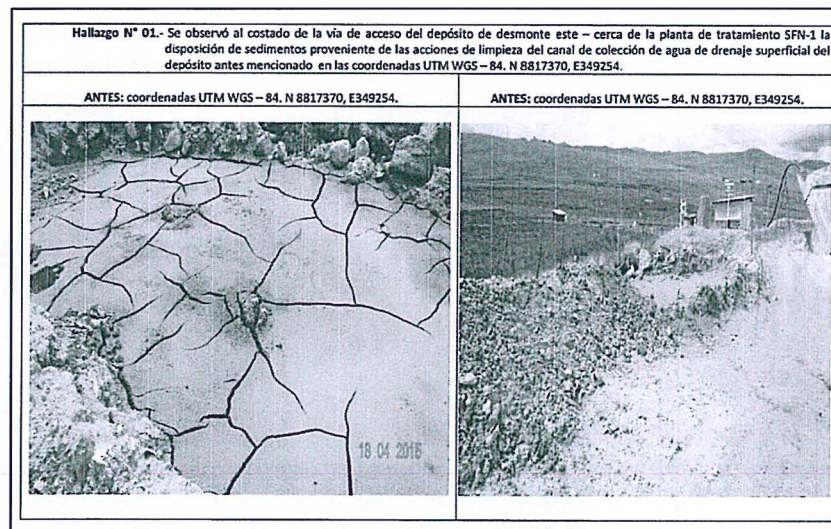 Hallazgo N° 01.- Se observó al costado de la vía de acceso del depósito de desmonte este – cerca de la planta de tratamiento SFN-1 la
disposición de sedimentos proveniente de las acciones de limpieza del canal de colección de agua de drenaje superficial del
depósito antes mencionado en las coordenadas UTM WGS – 84. N 8817370, E349254.
ANTES: coordenadas UTM WGS – 84. N 8817370, E349254.
ANTES: coordenadas UTM WGS – 84. N 8817370, E349254.
18 04 2015